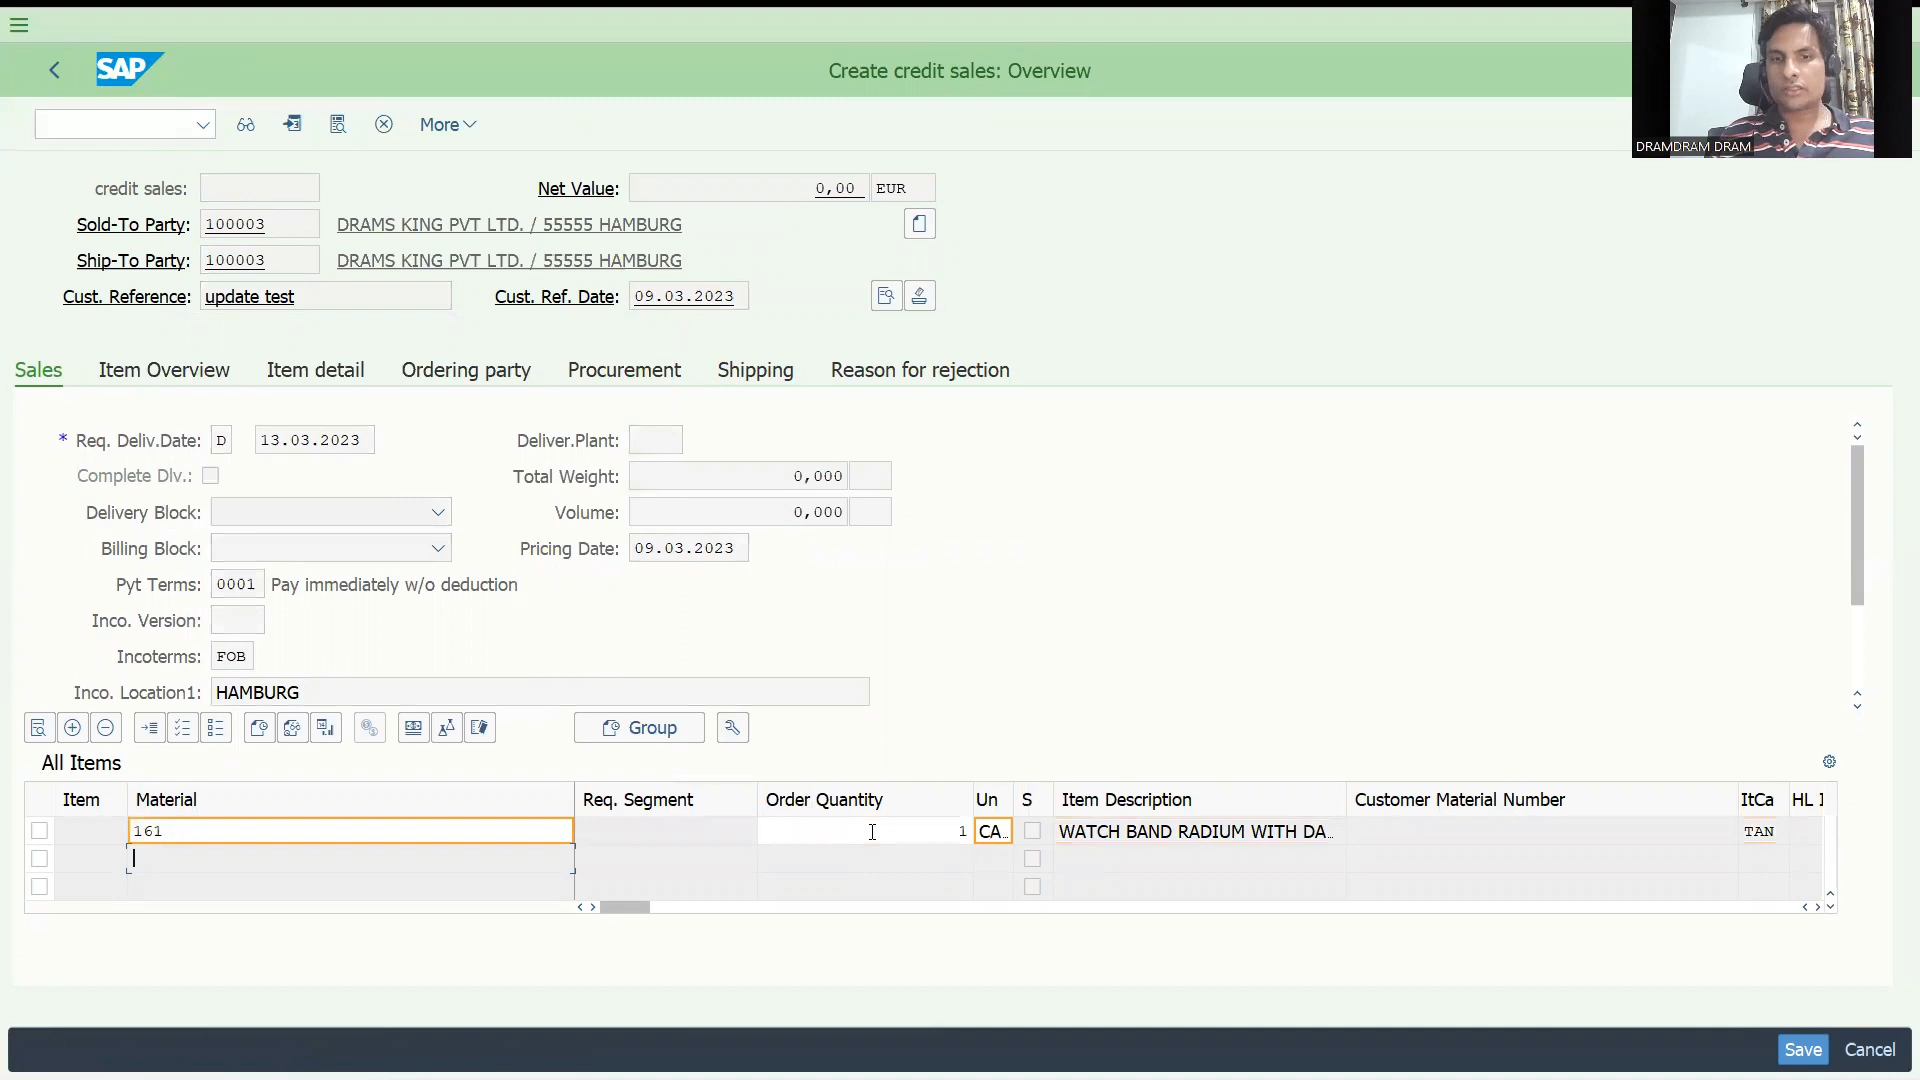 SAP
Create credit sales: Overview
DRAMDRAM DRAM
More
credit sales:
Net Value: 0,00 EUR
Sold-To Party: 100003 DRAMS KING PVT LTD. / 55555 HAMBURG
Ship-To Party: 100003 DRAMS KING PVT LTD. / 55555 HAMBURG
Cust. Reference: update test Cust. Ref. Date: 09.03.2023
Sales Item Overview Item detail Ordering party Procurement Shipping Reason for rejection
* Req. Deliv.Date: D 13.03.2023 Deliver.Plant:
Complete Dlv.: Total Weight: 0,000
Delivery Block: Volume: 0,000
Billing Block: Pricing Date: 09.03.2023
Pyt Terms: 0001 Pay immediately w/o deduction
Inco. Version:
Incoterms: FOB
Inco. Location1: HAMBURG
Group
All Items
Item Material Req. Segment Order Quantity Un S Item Description Customer Material Number ItCa HL I
161 1 CA.. WATCH BAND RADIUM WITH DA.. TAN
Save Cancel